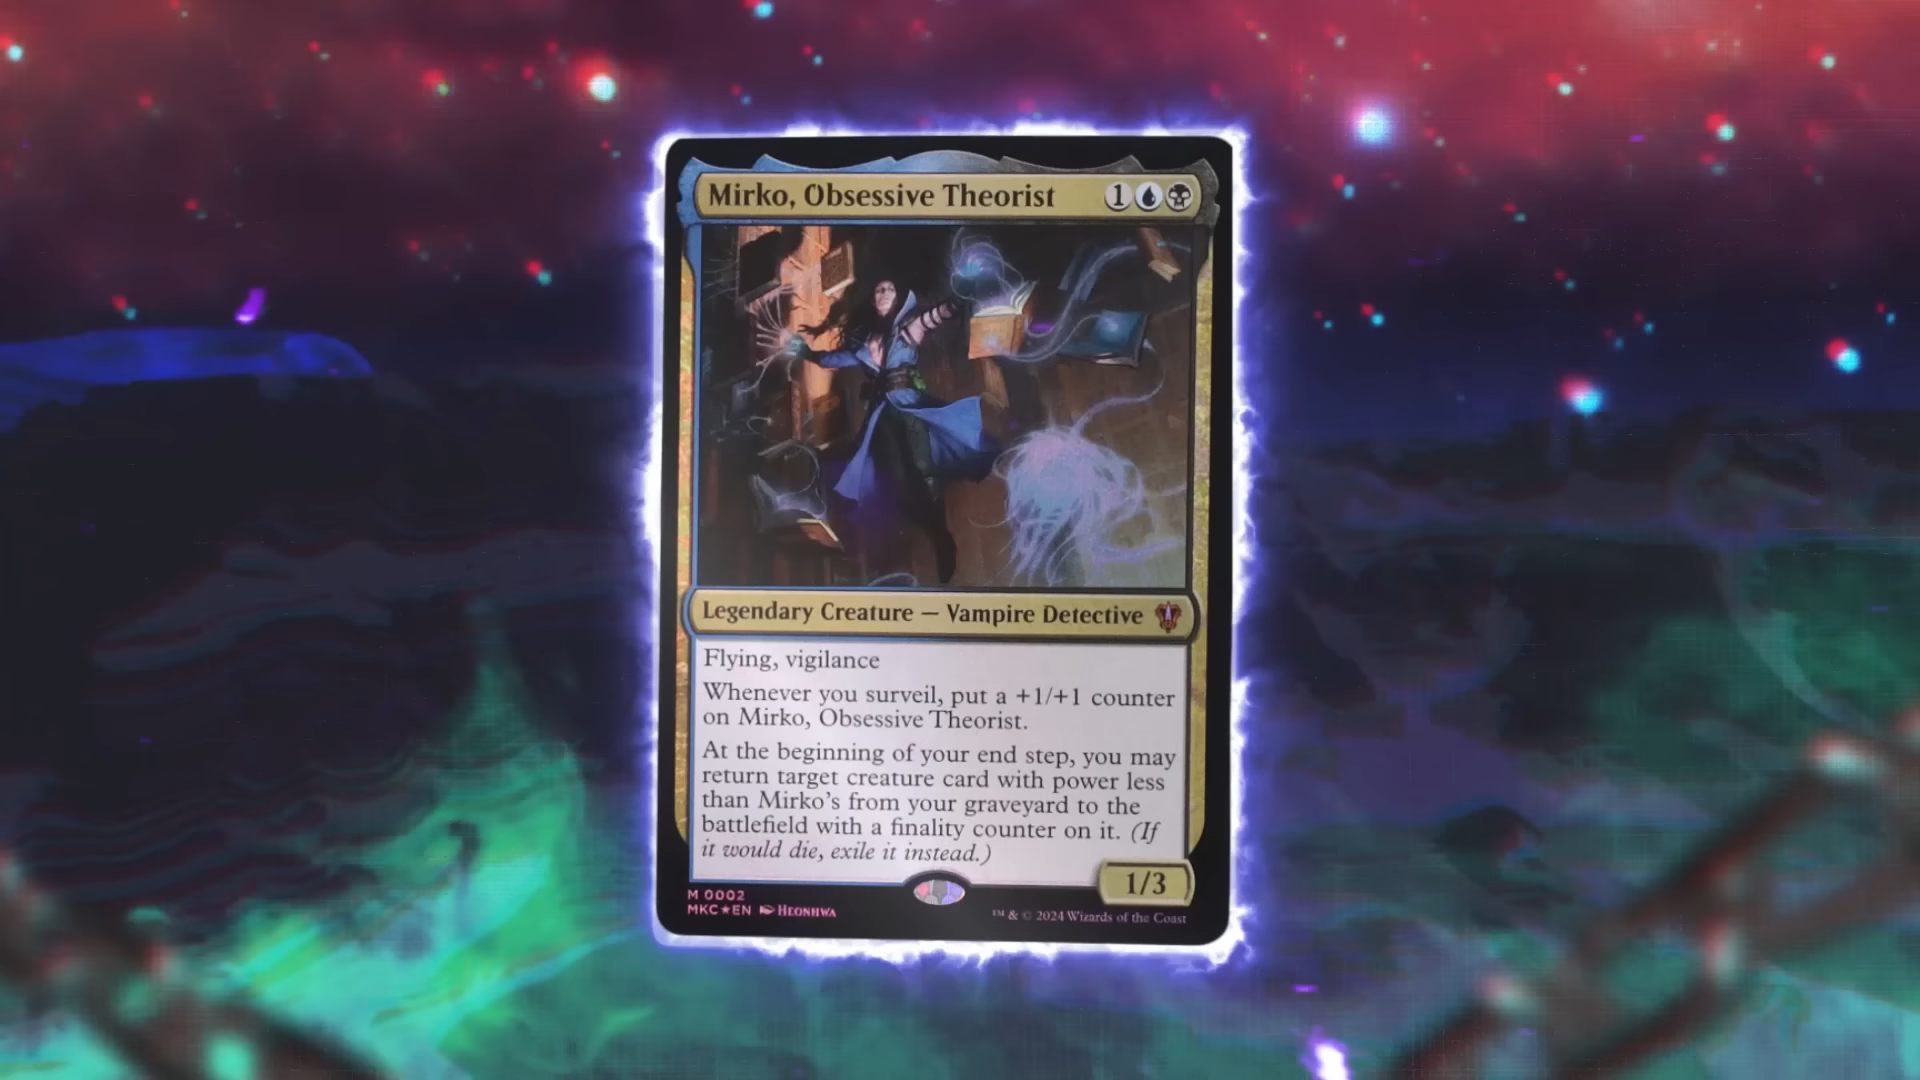 Mirko, Obsessive Theorist 1
Legendary Creature — Vampire Detective
Flying, vigilance
Whenever you surveil, put a +1/+1 counter
on Mirko, Obsessive Theorist.
At the beginning of your end step, you may
return target creature card with power less
than Mirko's from your graveyard to the
battlefield with a finality counter on it. (If
it would die, exile it instead.)
1/3
M 0002
MKC★EN HEONHWA
™ & © 2024 Wizards of the Coast